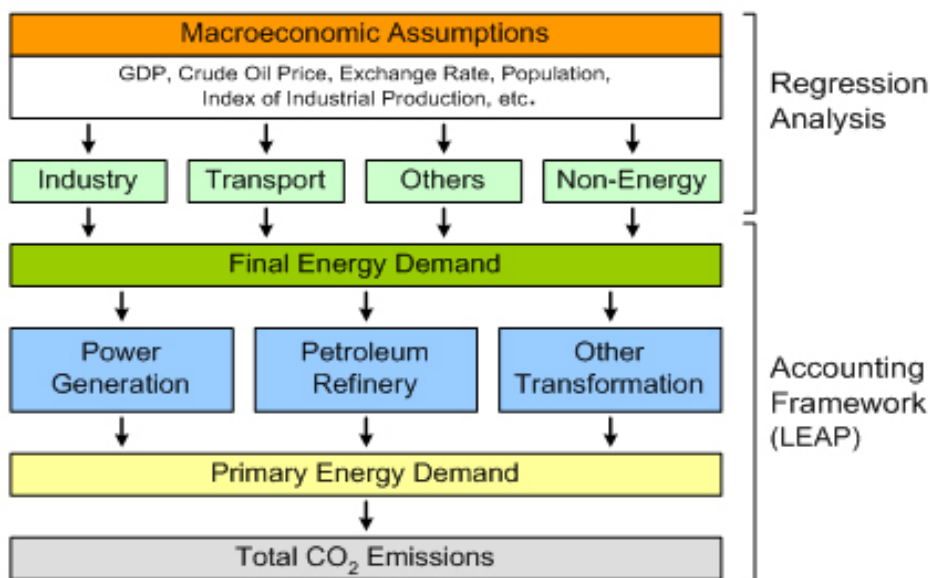 Macroeconomic Assumptions
GDP, Crude Oil Price, Exchange Rate, Population,
Index of Industrial Production, etc.
Regression
Analysis
Industry
Transport
Others
Non-Energy
Final Energy Demand
Power
Generation
Petroleum
Refinery
Other
Transformation
Accounting
Framework
(LEAP)
Primary Energy Demand
Total CO₂ Emissions